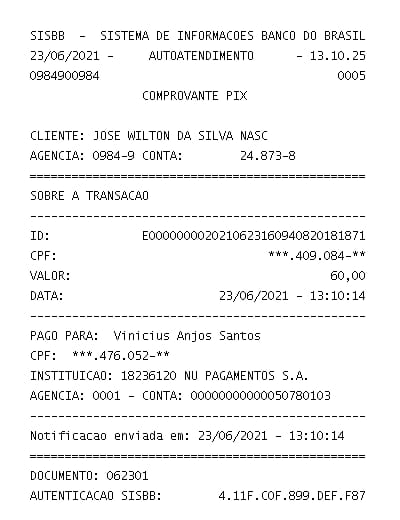 SISBB - SISTEMA DE INFORMACOES BANCO DO BRASIL
23/06/2021 - AUTOATENDIMENTO - 13.10.25
0984900984 0005
COMPROVANTE PIX
CLIENTE: JOSE WILTON DA SILVA NASC
AGENCIA: 0984-9 CONTA: 24.873-8
================================================
SOBRE A TRANSACAO
------------------------------------------------
ID: E0000000020210623160940820181871
CPF: ***.409.084-**
VALOR: 60,00
DATA: 23/06/2021 - 13:10:14
------------------------------------------------
PAGO PARA: Vinicius Anjos Santos
CPF: ***.476.052-**
INSTITUICAO: 18236120 NU PAGAMENTOS S.A.
AGENCIA: 0001 - CONTA: 00000000000050780103
------------------------------------------------
Notificacao enviada em: 23/06/2021 - 13:10:14
================================================
DOCUMENTO: 062301
AUTENTICACAO SISBB: 4.11F.C0F.899.DEF.F87